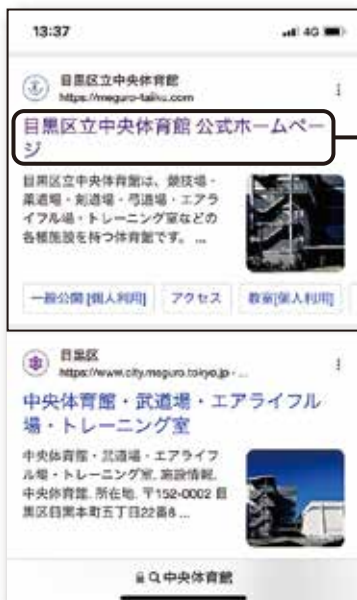 13:37
4G
目黒区立中央体育館
https://meguro-taiiku.com
目黒区立中央体育館 公式ホームペー
ジ
目黒区立中央体育館は、競技場・
柔道場・剣道場・弓道場・エアラ
イフル場・トレーニング室などの
各種施設を持つ体育館です。 ...
一般公開 [個人利用]
アクセス
教室[個人利用]
目黒区
https://www.city.meguro.tokyo.jp › ...
中央体育館・武道場・エアライフル
場・トレーニング室
中央体育館・武道場・エアライフ
ル場・トレーニング室. 施設情報.
中央体育館. 所在地. 〒152-0002 目
黒区目黒本町五丁目22番8 ...
中央体育館